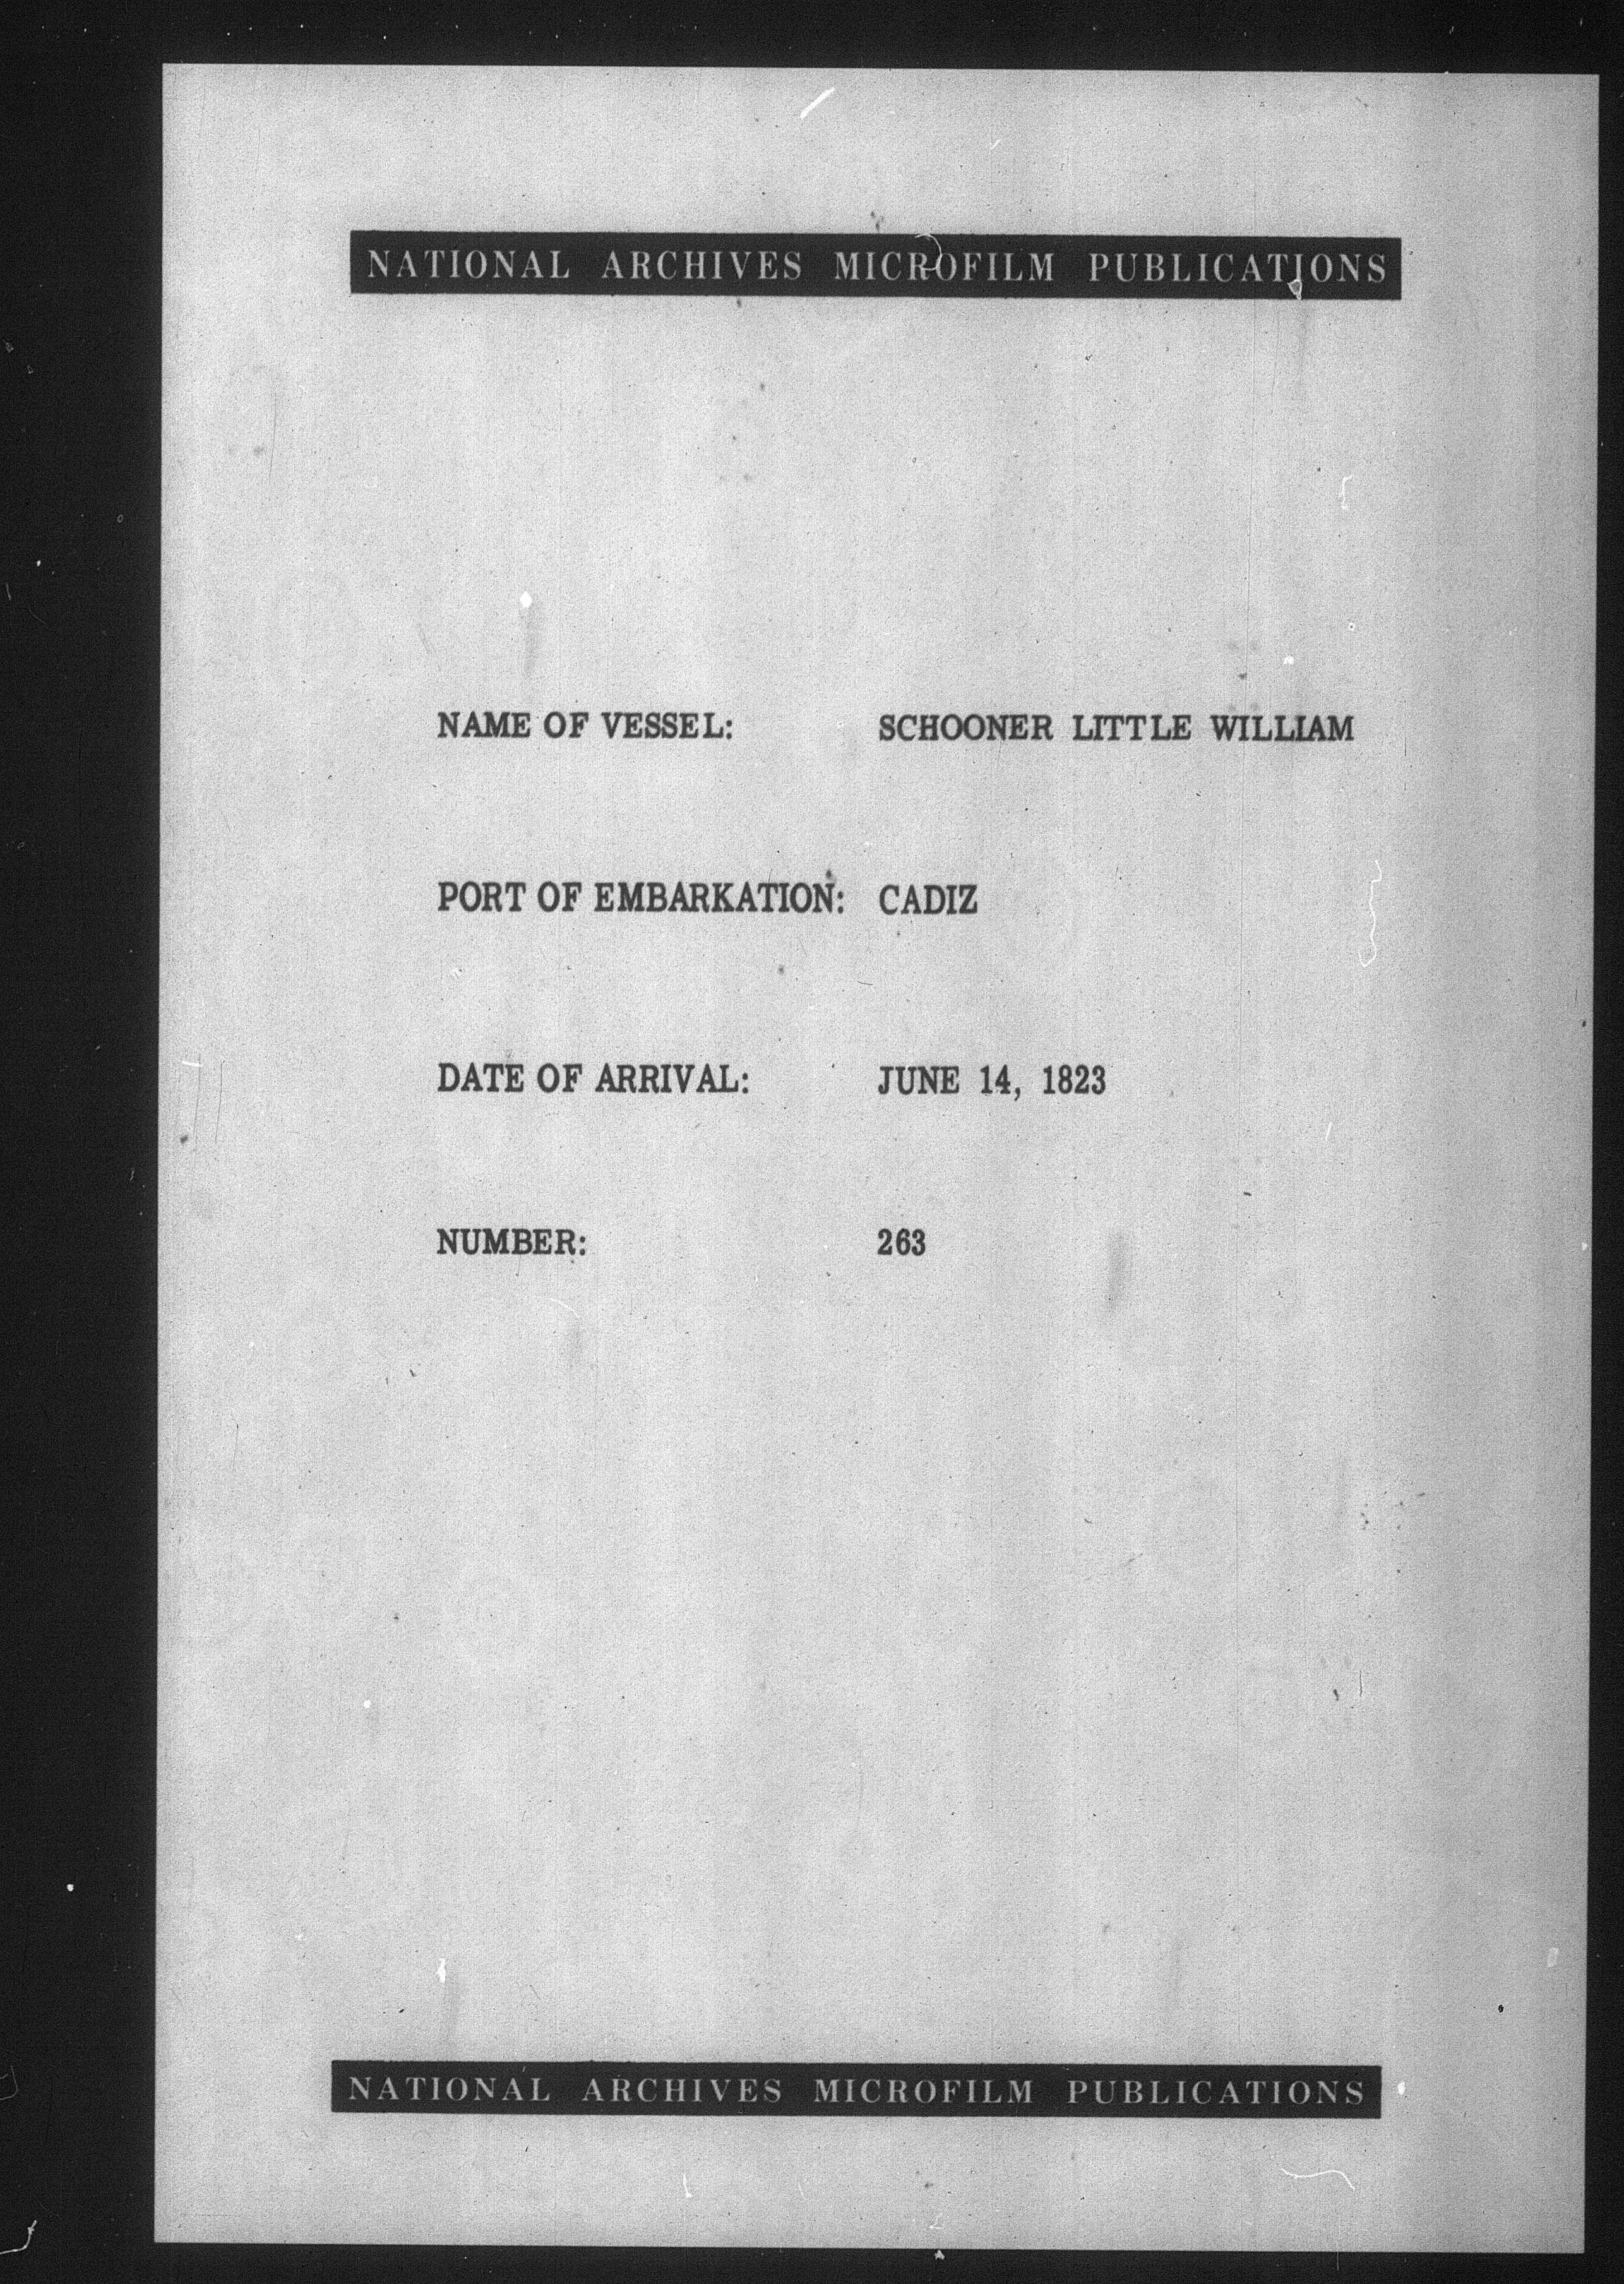 NATIONAL ARCHIVES MICROFILM PUBLICATIONS
NAME OF VESSEL: SCHOONER LITTLE WILLIAM
PORT OF EMBARKATION: CADIZ
DATE OF ARRIVAL: JUNE 14, 1823
NUMBER: 263
NATIONAL ARCHIVES MICROFILM PUBLICATIONS